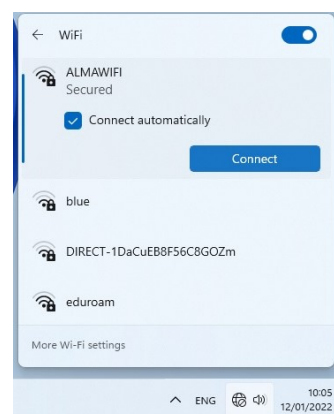 WiFi
ALMAWIFI
Secured
Connect automatically
Connect
blue
DIRECT-1DaCuEB8F56C8GOZm
eduroam
More Wi-Fi settings
ENG
10:05
12/01/2022